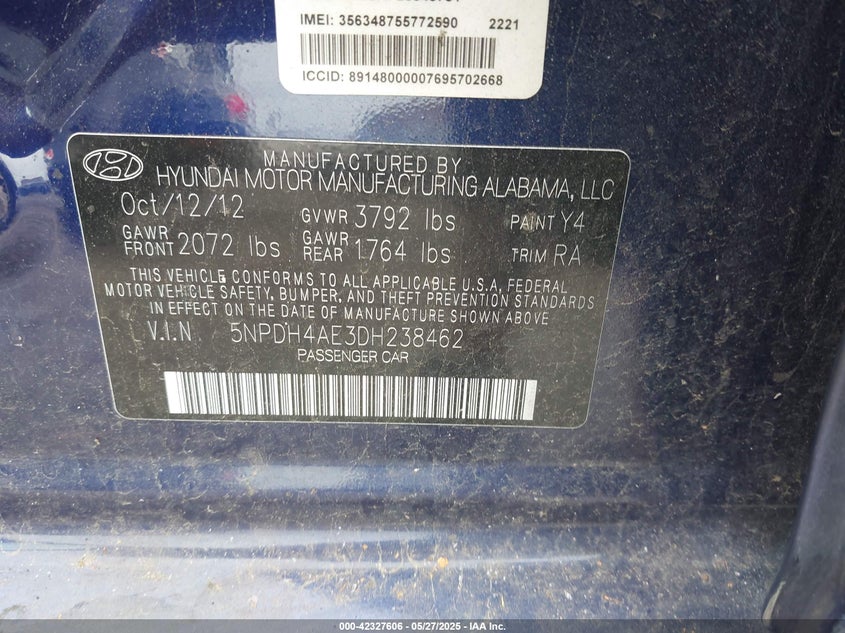 IMEI: 356348755772590 2221
ICCID: 89148000007695702668
MANUFACTURED BY
HYUNDAI MOTOR MANUFACTURING ALABAMA, LLC
Oct/12/12 GVWR 3792 lbs PAINT Y4
GAWR FRONT 2072 lbs GAWR REAR 1764 lbs TRIM RA
THIS VEHICLE CONFORMS TO ALL APPLICABLE U.S.A. FEDERAL
MOTOR VEHICLE SAFETY, BUMPER, AND THEFT PREVENTION STANDARDS
IN EFFECT ON THE DATE OF MANUFACTURE SHOWN ABOVE
V.I.N 5NPDH4AE3DH238462
PASSENGER CAR
000-42327606 - 05/27/2025 - IAA Inc.